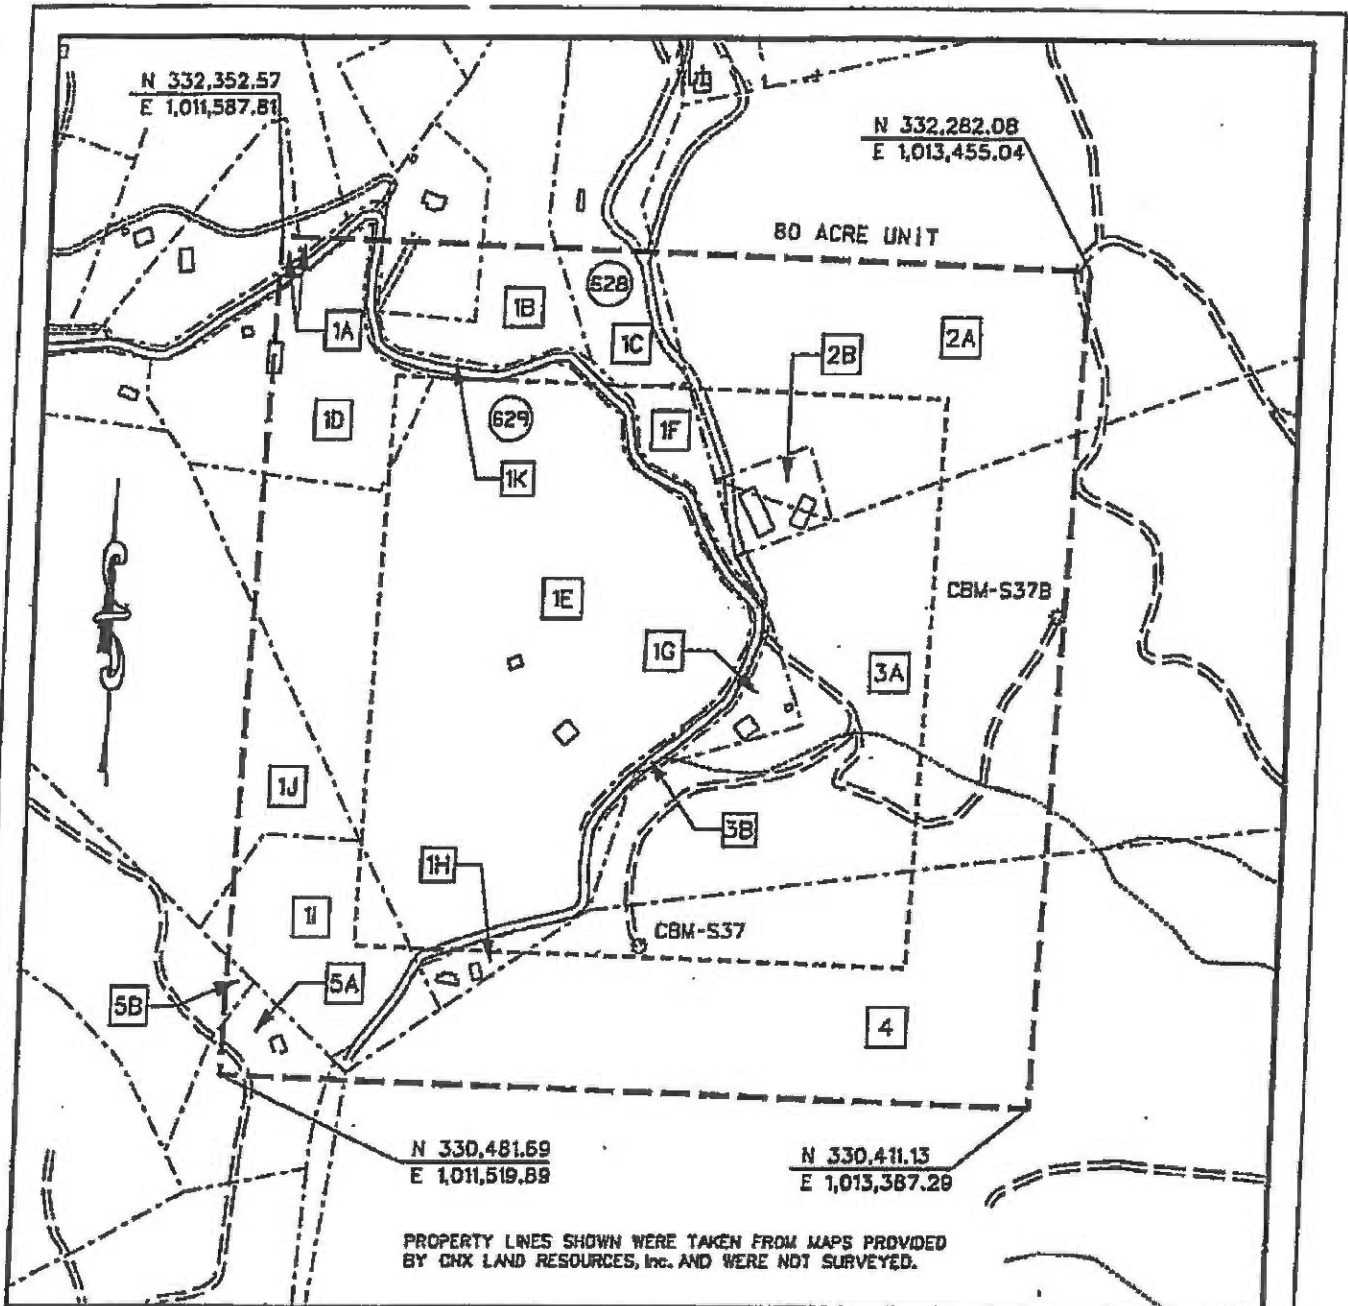 N 332,352.57
E 1,011,587.81
N 332,282.08
E 1,013,455.04
80 ACRE UNIT
628
1B
1A
1C
2A
2B
1D
629
1F
1K
CBM-S37B
1E
1G
3A
1J
3B
1H
1I
CBM-S37
5A
5B
4
N 330,481.69
E 1,011,519.89
N 330,411.13
E 1,013,387.29
PROPERTY LINES SHOWN WERE TAKEN FROM MAPS PROVIDED
BY CNX LAND RESOURCES, Inc. AND WERE NOT SURVEYED.